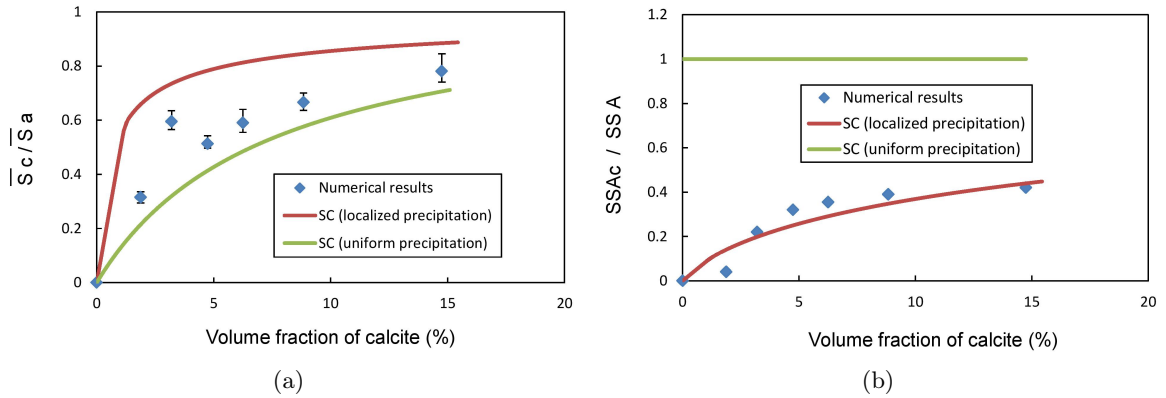 1
0.8
0.6
0.4
0.2
0
0 5 10 15 20
S c / S a
Numerical results
SC (localized precipitation)
SC (uniform precipitation)
Volume fraction of calcite (%)
(a)
1.2
1
0.8
0.6
0.4
0.2
0
0 5 10 15 20
SSAc / SS A
Numerical results
SC (localized precipitation)
SC (uniform precipitation)
Volume fraction of calcite (%)
(b)